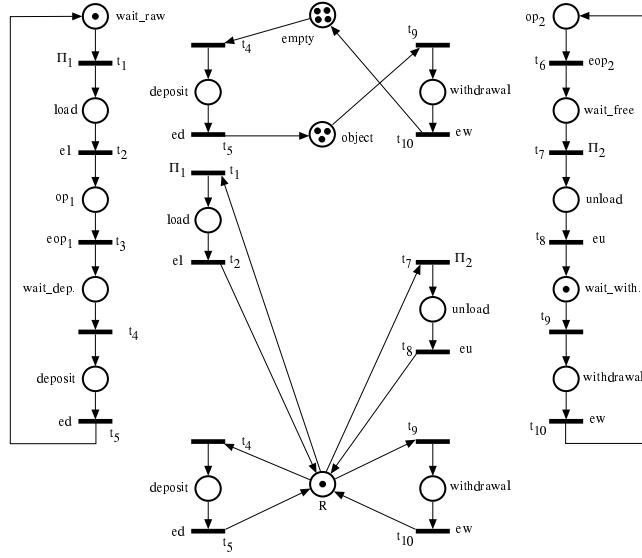 wait_raw
Π1 t1
load
el t2
op1
eop1 t3
wait_dep.
t4
deposit
ed t5
t4 empty t9
deposit withdrawal
ed t5 object t10 ew
Π1 t1
load
el t2
t7 Π2
unload
t8 eu
t4 t9
deposit withdrawal
ed t5 R t10 ew
op2
t6 eop2
wait_free
t7 Π2
unload
t8 eu
wait_with.
t9
withdrawal
t10 ew